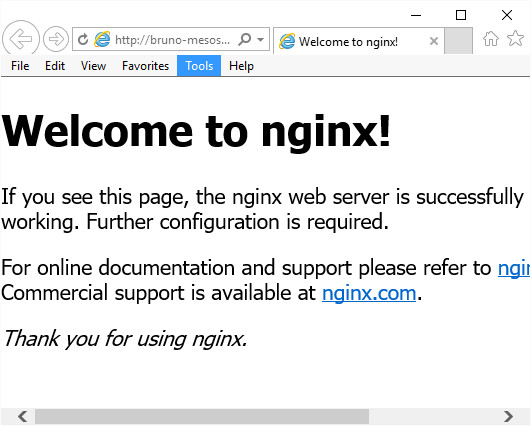 http://bruno-mesos...
Welcome to nginx!
File Edit View Favorites Tools Help
Welcome to nginx!
If you see this page, the nginx web server is successfully
working. Further configuration is required.
For online documentation and support please refer to
Commercial support is available at nginx.com.
Thank you for using nginx.